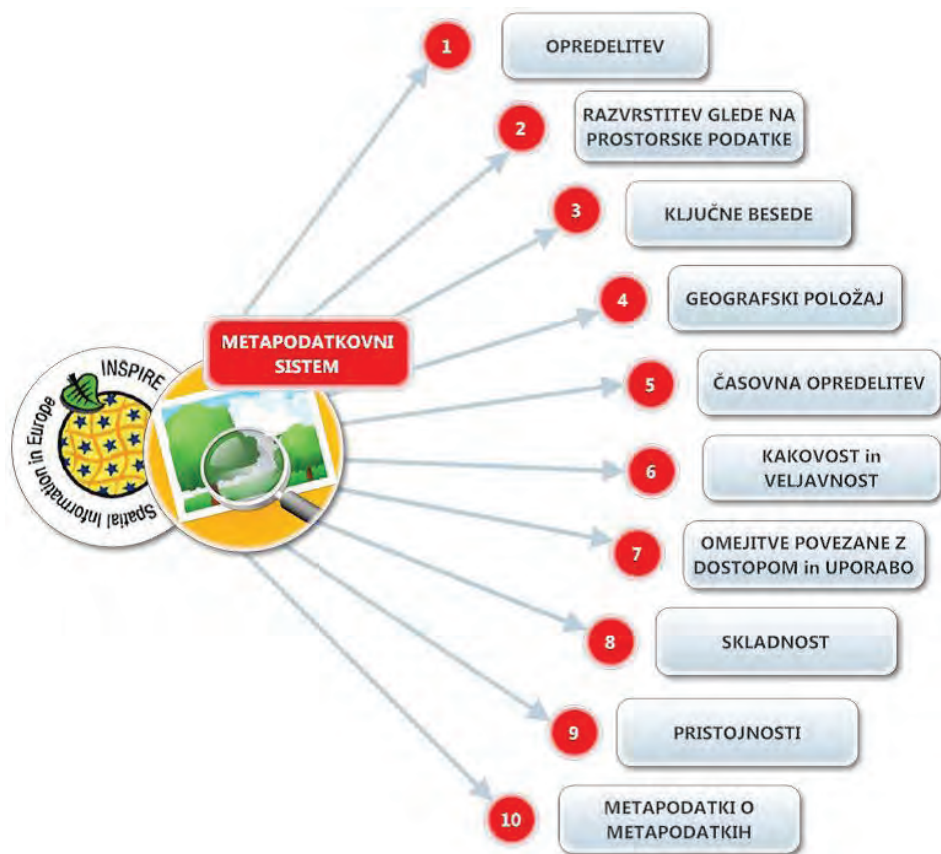 1
OPREDELITEV
2
RAZVRSTITEV GLEDE NA
PROSTORSKE PODATKE
3
KLJUČNE BESEDE
4
GEOGRAFSKI POLOŽAJ
METAPODATKOVNI
SISTEM
INSPIRE
Spatial Information in Europe
5
ČASOVNA OPREDELITEV
6
KAKOVOST in
VELJAVNOST
7
OMEJITVE POVEZANE Z
DOSTOPOM in UPORABO
8
SKLADNOST
9
PRISTOJNOSTI
10
METAPODATKI O
METAPODATKIH